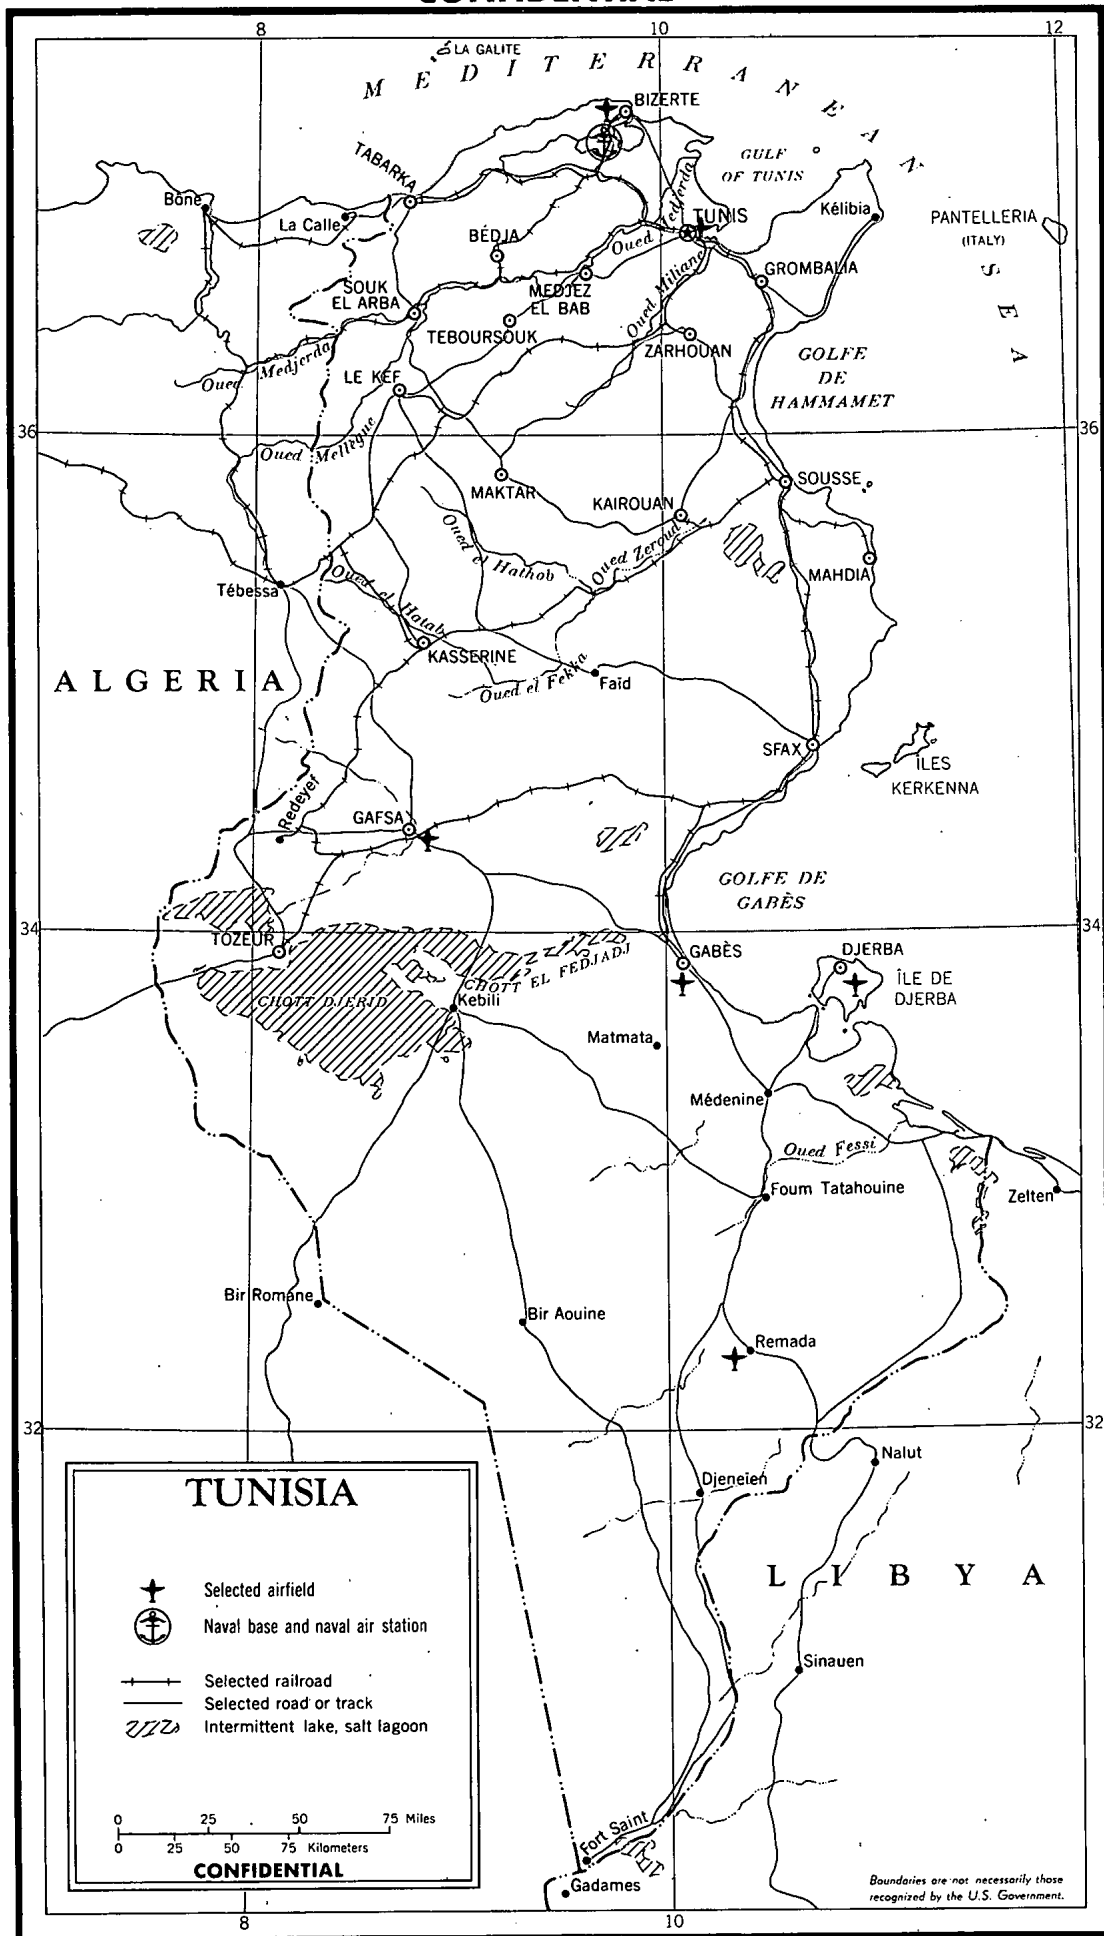 8
10
12
LA GALITE
MEDITERRANEAN
SEA
BIZERTE
TABARKA
GULF
OF TUNIS
Bône
La Calle
Oued Medjerda
TUNIS
Kélibia
PANTELLERIA
(ITALY)
BÉDJA
SOUK
EL ARBA
MEDJEZ
EL BAB
Oued Miliane
GROMBALIA
TEBOURSOUK
ZARHOUAN
Oued Medjerda
LE KEF
GOLFE
DE
HAMMAMET
36
36
Oued Mellègue
MAKTAR
SOUSSE
KAIROUAN
Oued el Hathob
Oued Zeroud
MAHDIA
Tébessa
Oued el Hatab
KASSERINE
ALGERIA
Oued el Fekka
Faïd
SFAX
ÎLES
KERKENNA
Redeyef
GAFSA
GOLFE DE
GABÈS
34
34
TOZEUR
GABÈS
DJERBA
CHOTT EL FEDJADJ
ÎLE DE
DJERBA
CHOTT DJERID
Kebili
Matmata
Médenine
Oued Fessi
Foum Tatahouine
Zelten
Bir Romane
Bir Aouine
Remada
32
32
Nalut
Djeneien
LIBYA
Sinauen
Fort Saint
Gadames
TUNISIA
Selected airfield
Naval base and naval air station
Selected railroad
Selected road or track
Intermittent lake, salt lagoon
0 25 50 75 Miles
0 25 50 75 Kilometers
CONFIDENTIAL
Boundaries are not necessarily those
recognized by the U.S. Government.
8
10